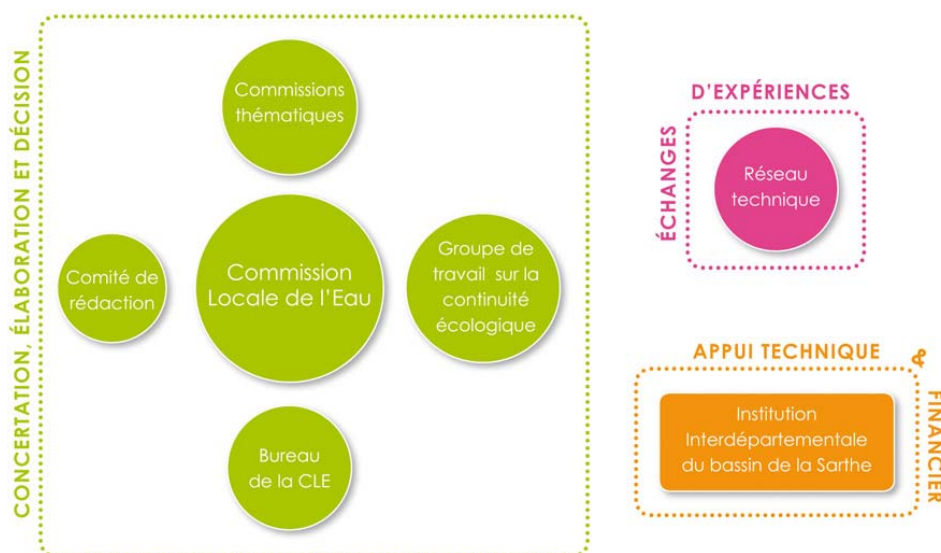 CONCERTATION, ÉLABORATION ET DÉCISION
Commissions
thématiques
Comité de
rédaction
Commission
Locale de l'Eau
Groupe de
travail sur la
continuité
écologique
Bureau
de la CLE
ÉCHANGES
D'EXPÉRIENCES
Réseau
technique
APPUI TECHNIQUE &
FINANCIER
Institution
Interdépartementale
du bassin de la Sarthe